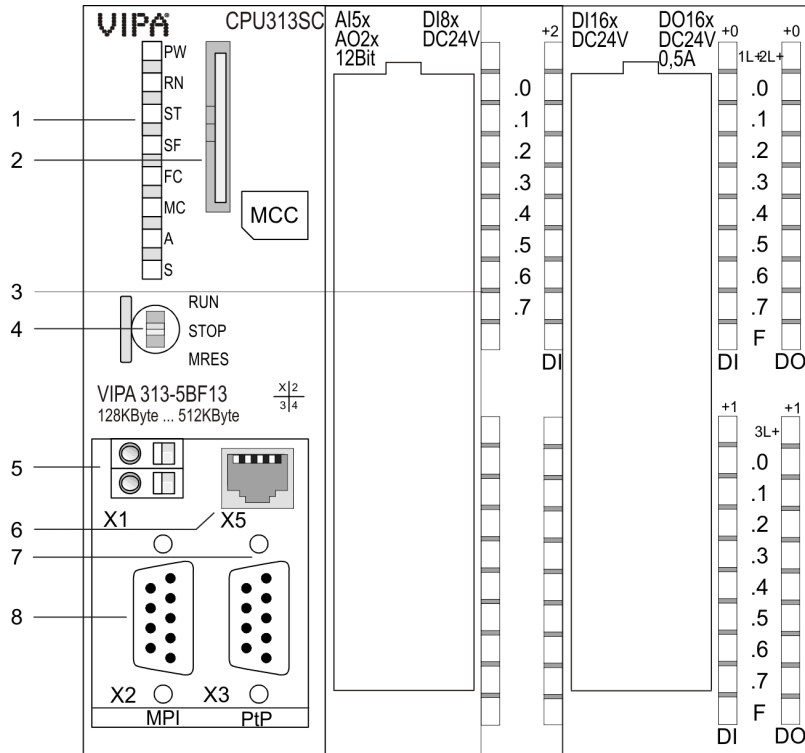 VIPA CPU313SC
PW
RN
ST
SF
FC
MC
A
S
MCC
RUN
STOP
MRES
VIPA 313-5BF13
X 2
3 4
128KByte ... 512KByte
X1 X5
X2 X3
MPI PtP
1
2
3
4
5
6
7
8
AI5x DI8x
AO2x DC24V
12Bit
+2
.0
.1
.2
.3
.4
.5
.6
.7
DI
DI16x DO16x
DC24V DC24V
0,5A
+0 +0
1L+ 2L+
.0
.1
.2
.3
.4
.5
.6
.7
F
DI DO
+1 +1
3L+
.0
.1
.2
.3
.4
.5
.6
.7
F
DI DO